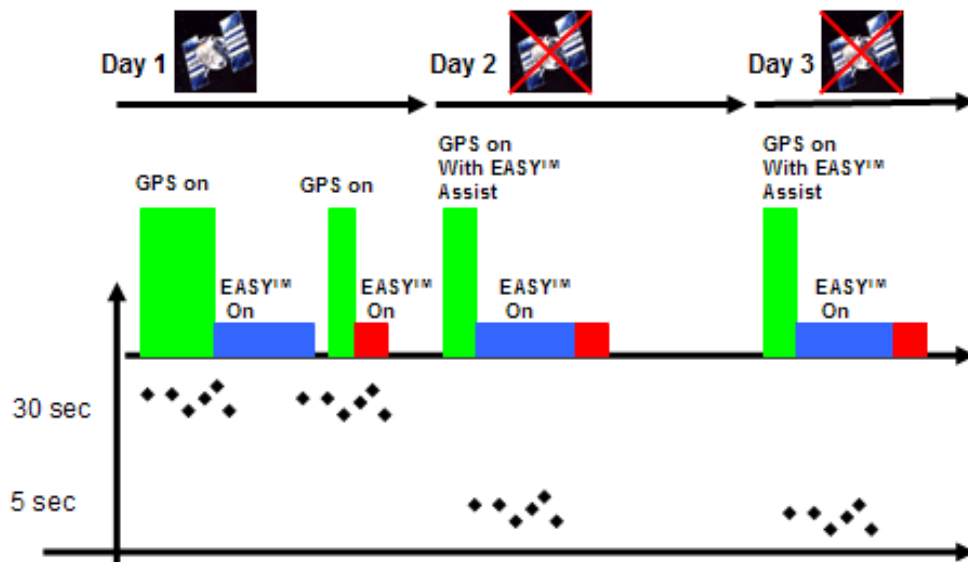 Day 1
Day 2
Day 3
GPS on
GPS on
GPS on
With EASY™
Assist
GPS on
With EASY™
Assist
EASY™
On
EASY™
On
EASY™
On
EASY™
On
30 sec
5 sec